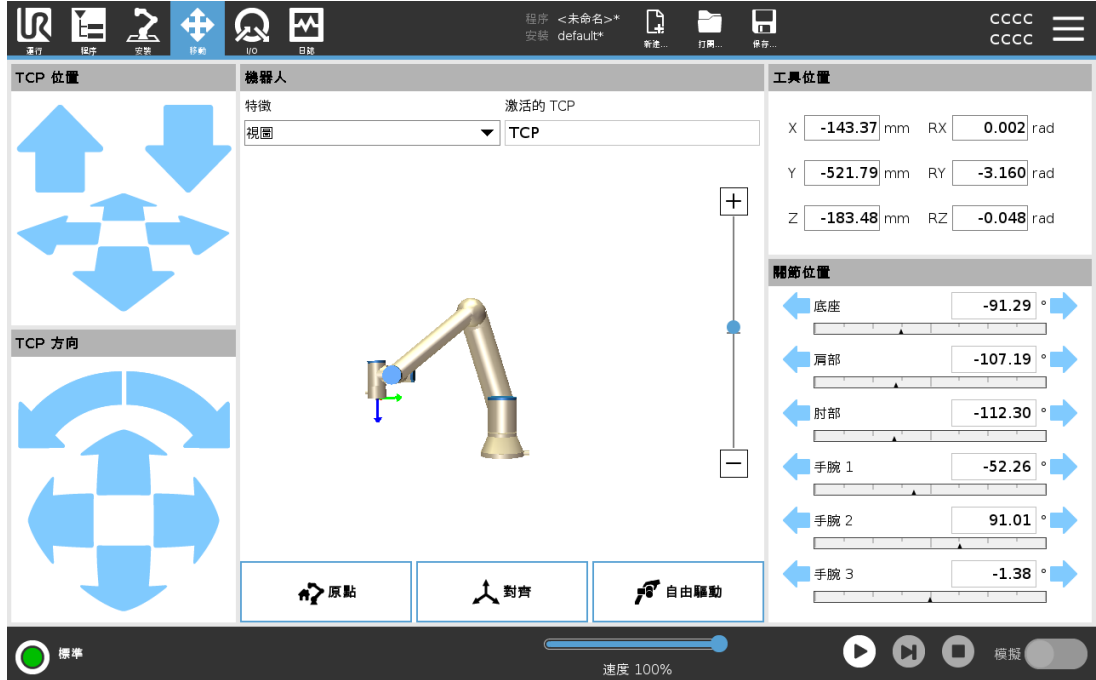 UR
運行
程序
安裝
移動
I/O
日誌
程序 <未命名>*
安裝 default*
新建...
打開...
保存...
CCCC
CCCC
TCP 位置
TCP 方向
機器人
特徵
視圖
激活的 TCP
TCP
+
−
原點
對齊
自由驅動
工具位置
X -143.37 mm RX 0.002 rad
Y -521.79 mm RY -3.160 rad
Z -183.48 mm RZ -0.048 rad
關節位置
底座 -91.29 °
肩部 -107.19 °
肘部 -112.30 °
手腕 1 -52.26 °
手腕 2 91.01 °
手腕 3 -1.38 °
標準
速度 100%
模擬